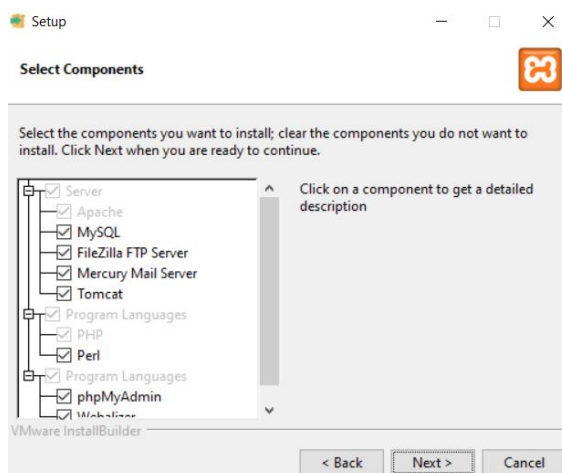 Setup
Select Components
Select the components you want to install; clear the components you do not want to
install. Click Next when you are ready to continue.
Server
Apache
MySQL
FileZilla FTP Server
Mercury Mail Server
Tomcat
Program Languages
PHP
Perl
Program Languages
phpMyAdmin
Webalizer
Click on a component to get a detailed
description
VMware InstallBuilder
< Back
Next >
Cancel